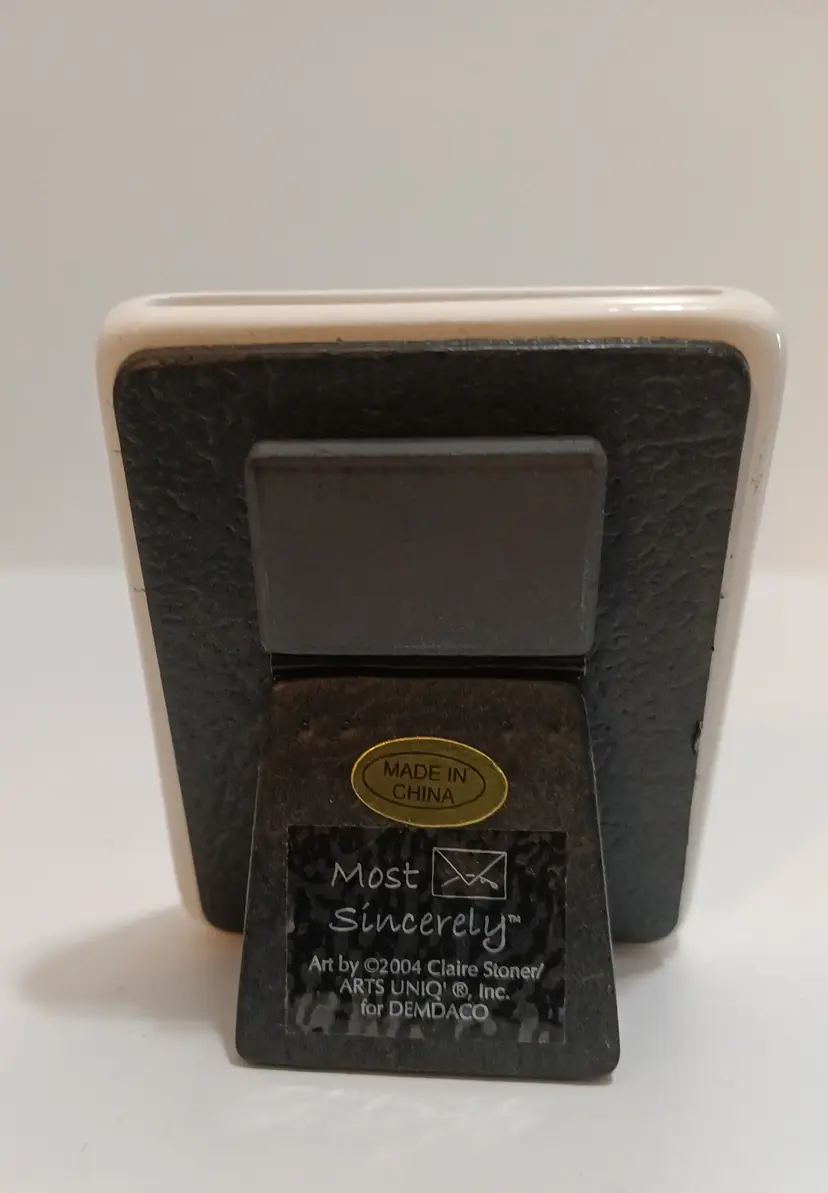 MADE IN
CHINA
Most
Sincerely™
Art by ©2004 Claire Stoner/
ARTS UNIQ' ®, Inc.
for DEMDACO